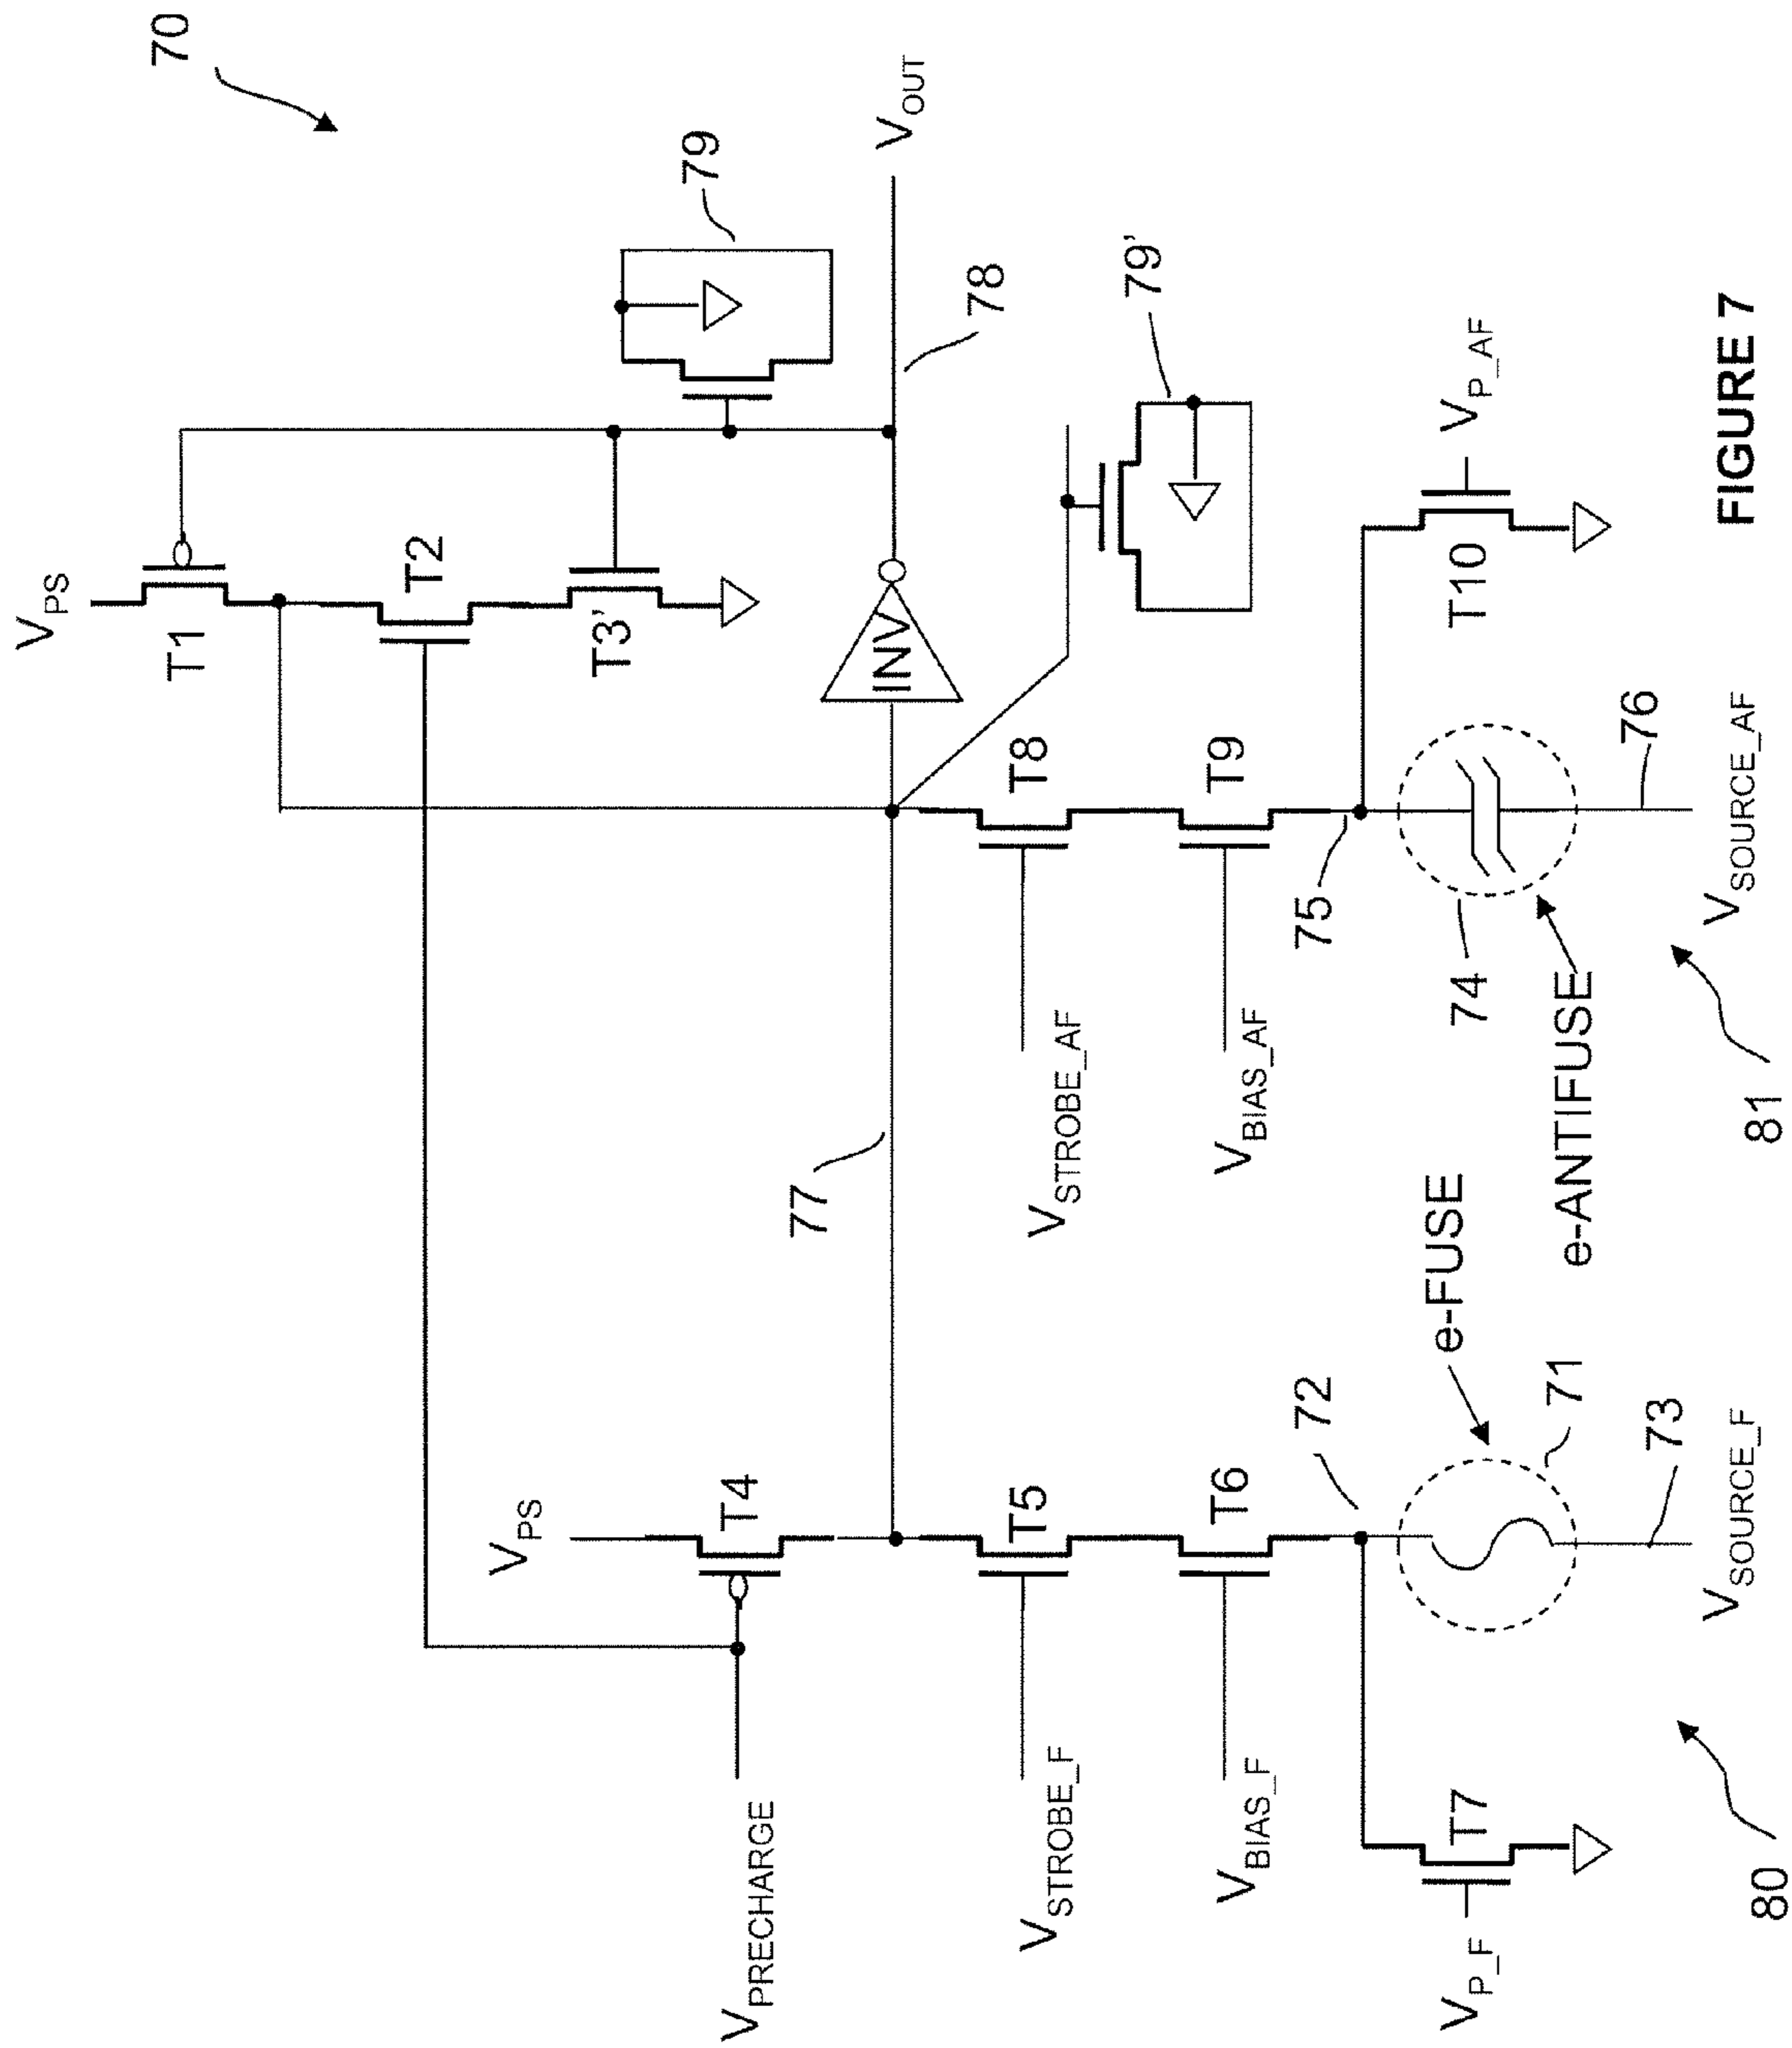 70
V_PS
T1
T2
T3'
79
V_OUT
78
INV
79'
V_PS
T4
V_PRECHARGE
77
T5
V_STROBE_F
T6
V_BIAS_F
72
T8
V_STROBE_AF
T9
V_BIAS_AF
75
T7
V_P_F
e-FUSE
71
73
V_SOURCE_F
80
T10
V_P_AF
74
e-ANTIFUSE
76
V_SOURCE_AF
81
FIGURE 7